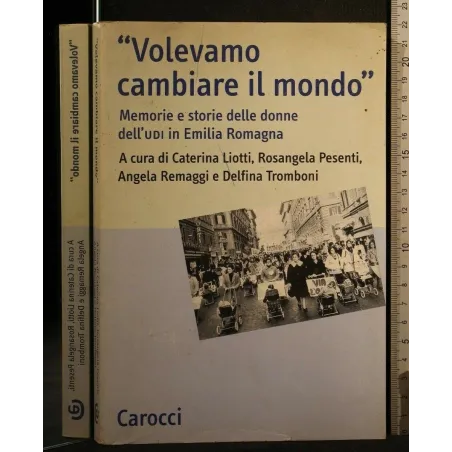 “Volevamo
cambiare il mondo”
Memorie e storie delle donne
dell’UDI in Emilia Romagna
A cura di Caterina Liotti, Rosangela Pesenti,
Angela Remaggi e Delfina Tromboni
Carocci
“Volevamo cambiare il mondo”
A cura di Caterina Liotti, Rosangela Pesenti,
Angela Remaggi e Delfina Tromboni